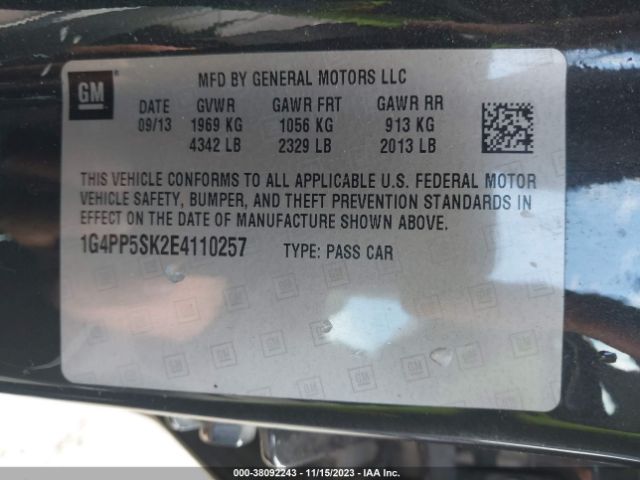 GM
MFD BY GENERAL MOTORS LLC
DATE GVWR GAWR FRT GAWR RR
09/13 1969 KG 1056 KG 913 KG
4342 LB 2329 LB 2013 LB
THIS VEHICLE CONFORMS TO ALL APPLICABLE U.S. FEDERAL MOTOR
VEHICLE SAFETY, BUMPER, AND THEFT PREVENTION STANDARDS IN
EFFECT ON THE DATE OF MANUFACTURE SHOWN ABOVE.
1G4PP5SK2E4110257 TYPE: PASS CAR
000-38092243 - 11/15/2023 - IAA Inc.